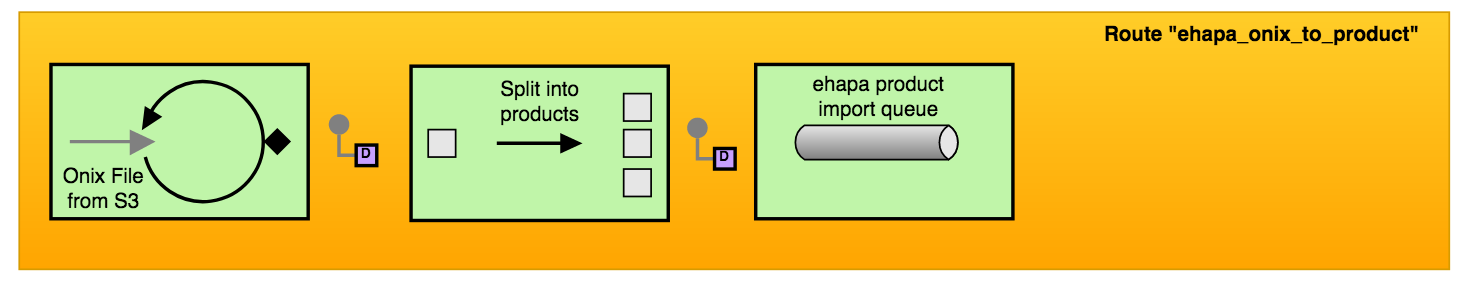 Route "ehapa_onix_to_product"
Onix File
from S3
D
Split into
products
D
ehapa product
import queue